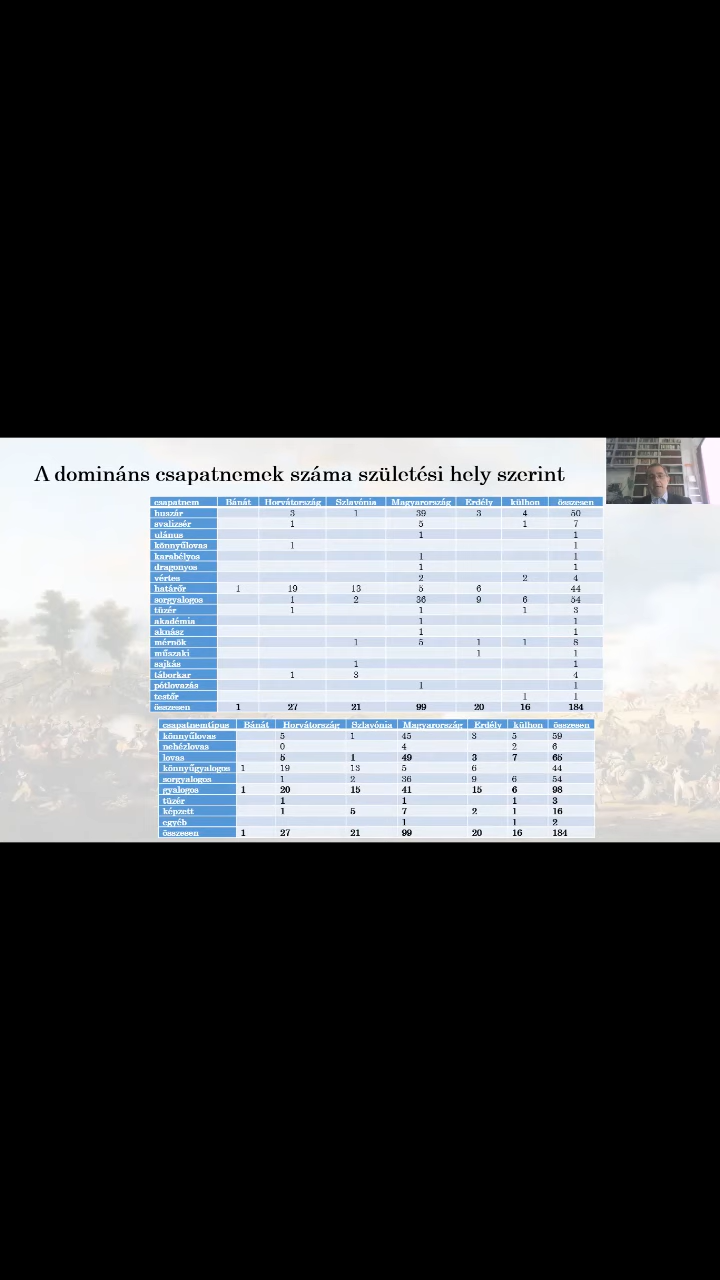 A domináns csapatnemek száma születési hely szerint
csapatnem Bánát Horvátország Szlavónia Magyarország Erdély külhon összesen
huszár 3 1 39 3 4 50
svalizsér 1 5 1 7
ulánus 1 1
könnyűlovas 1 1
karabélyos 1 1
dragonyos 1 1
vértes 2 2 4
határőr 1 19 13 5 6 44
sorgyalogos 1 2 36 9 6 54
tüzér 1 1 1 3
akadémia 1 1
aknász 1 1
mérnök 1 5 1 1 8
műszaki 1 1
sajkás 1 1
táborkar 1 3 4
pótlovazás 1 1
testőr 1 1
összesen 1 27 21 99 20 16 184
csapatnemtípus Bánát Horvátország Szlavónia Magyarország Erdély külhon összesen
könnyűlovas 5 1 45 3 5 59
nehézlovas 0 4 2 6
lovas 5 1 49 3 7 65
könnyűgyalogos 1 19 13 5 6 44
sorgyalogos 1 2 36 9 6 54
gyalogos 1 20 15 41 15 6 98
tüzér 1 1 1 3
képzett 1 5 7 2 1 16
egyéb 1 1 2
összesen 1 27 21 99 20 16 184